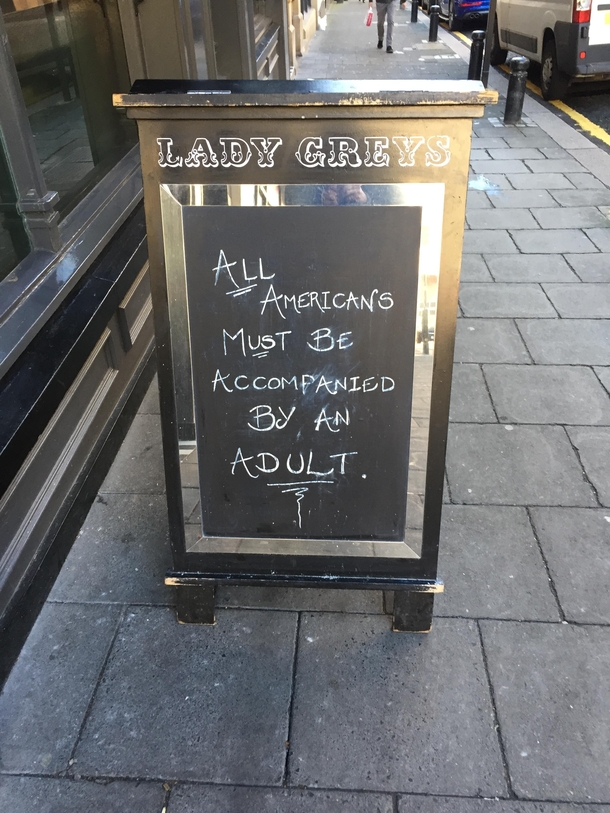 LADY GREYS
ALL
AMERICANS
MUST BE
ACCOMPANIED
BY AN
ADULT.